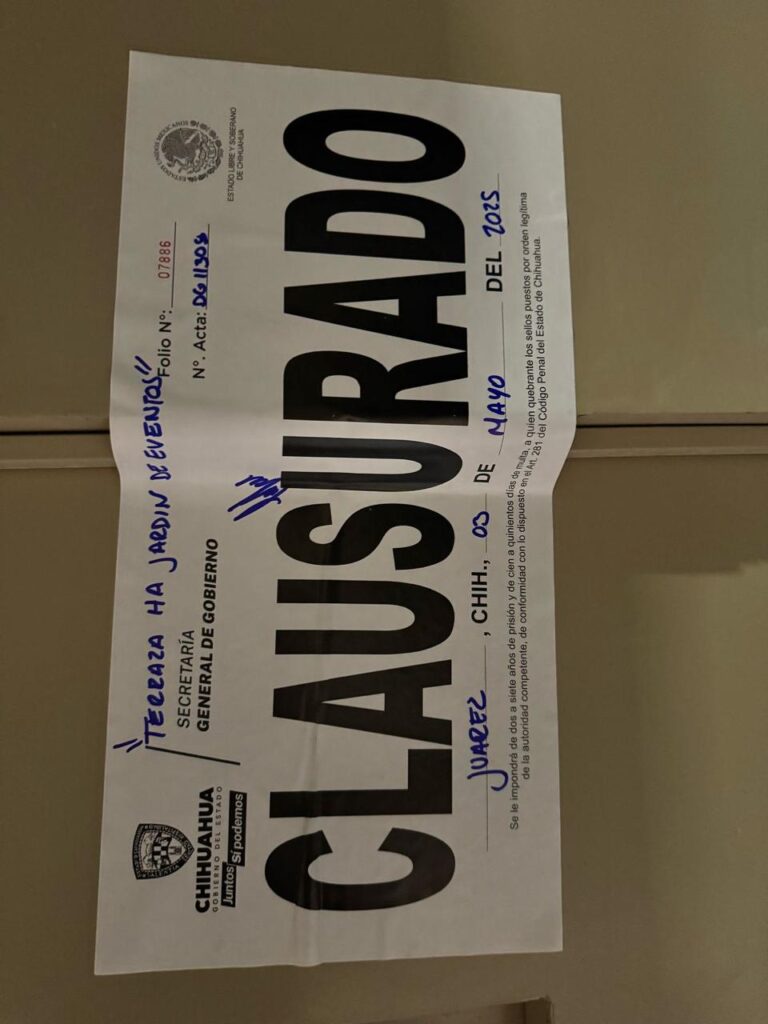 "TERRAZA HA JARDIN DE EVENTOS"
CHIHUAHUA
GOBIERNO DEL ESTADO
Juntos Sí podemos
SECRETARÍA
GENERAL DE GOBIERNO
Folio N°: 07886
N°. Acta: DG 11308
ESTADOS UNIDOS MEXICANOS
ESTADO LIBRE Y SOBERANO
DE CHIHUAHUA
CLAUSURADO
JUAREZ, CHIH., 03 DE MAYO DEL 2025
Se le impondrá de dos a siete años de prisión y de cien a quinientos días de multa, a quien quebrante los sellos puestos por orden legítima
de la autoridad competente, de conformidad con lo dispuesto en el Art. 281 del Código Penal del Estado de Chihuahua.